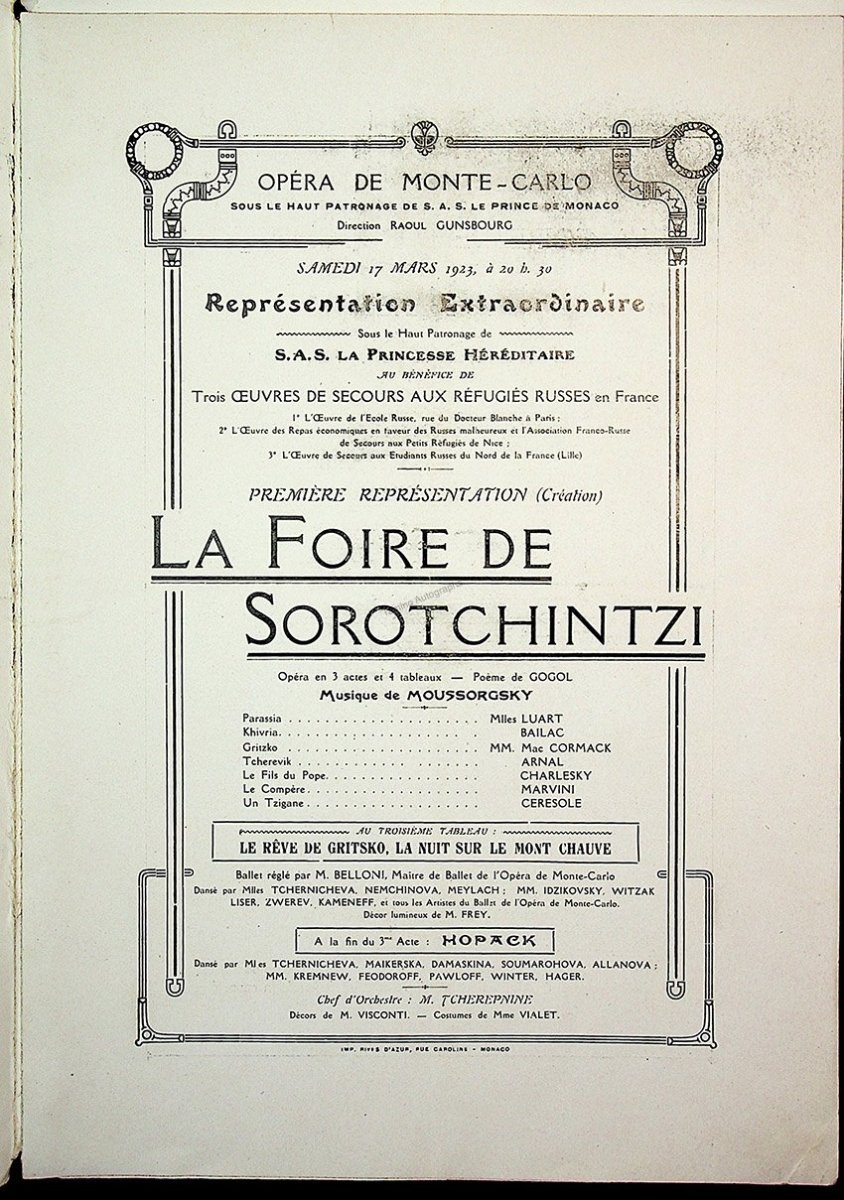 OPÉRA DE MONTE-CARLO
SOUS LE HAUT PATRONAGE DE S. A. S. LE PRINCE DE MONACO
Direction RAOUL GUNSBOURG
SAMEDI 17 MARS 1923, à 20 h. 30
Représentation Extraordinaire
Sous le Haut Patronage de
S.A.S. LA PRINCESSE HÉRÉDITAIRE
AU BÉNÉFICE DE
Trois ŒUVRES DE SECOURS AUX RÉFUGIÉS RUSSES en France
1° L'Œuvre de l'Ecole Russe, rue du Docteur Blanche à Paris ;
2° L'Œuvre des Repas économiques en faveur des Russes malheureux et l'Association Franco-Russe
de Secours aux Petits Réfugiés de Nice ;
3° L'Œuvre de Secours aux Etudiants Russes du Nord de la France (Lille)
PREMIÈRE REPRÉSENTATION (Création)
LA FOIRE DE
SOROTCHINTZI
Opéra en 3 actes et 4 tableaux — Poème de GOGOL
Musique de MOUSSORGSKY
Parassia . . . . . . . . . . . . . . . . . . . . Mlles LUART
Khivria. . . . . . . . . . . . . . . . . . . . . BAILAC
Gritzko . . . . . . . . . . . . . . . . . . . . MM. Mac CORMACK
Tcherevik . . . . . . . . . . . . . . . . . . . ARNAL
Le Fils du Pope. . . . . . . . . . . . . . . . . CHARLESKY
Le Compère. . . . . . . . . . . . . . . . . . . MARVINI
Un Tzigane . . . . . . . . . . . . . . . . . . . CERESOLE
AU TROISIÈME TABLEAU :
LE RÊVE DE GRITSKO, LA NUIT SUR LE MONT CHAUVE
Ballet réglé par M. BELLONI, Maitre de Ballet de l'Opéra de Monte-Carlo
Dansé par Mlles TCHERNICHEVA, NEMCHINOVA, MEYLACH ; MM. IDZIKOVSKY, WITZAK
LISER, ZWEREV, KAMENEFF, et tous les Artistes du Ballet de l'Opéra de Monte-Carlo.
Décor lumineux de M. FREY.
A la fin du 3me Acte : HOPACK
Dansé par Mles TCHERNICHEVA, MAIKERSKA, DAMASKINA, SOUMAROHOVA, ALLANOVA ;
MM. KREMNEW, FEODOROFF, PAWLOFF, WINTER, HAGER.
Chef d'Orchestre : M. TCHEREPNINE
Décors de M. VISCONTI. — Costumes de Mme VIALET.
IMP. RIVES D'AZUR, RUE CAROLINE - MONACO